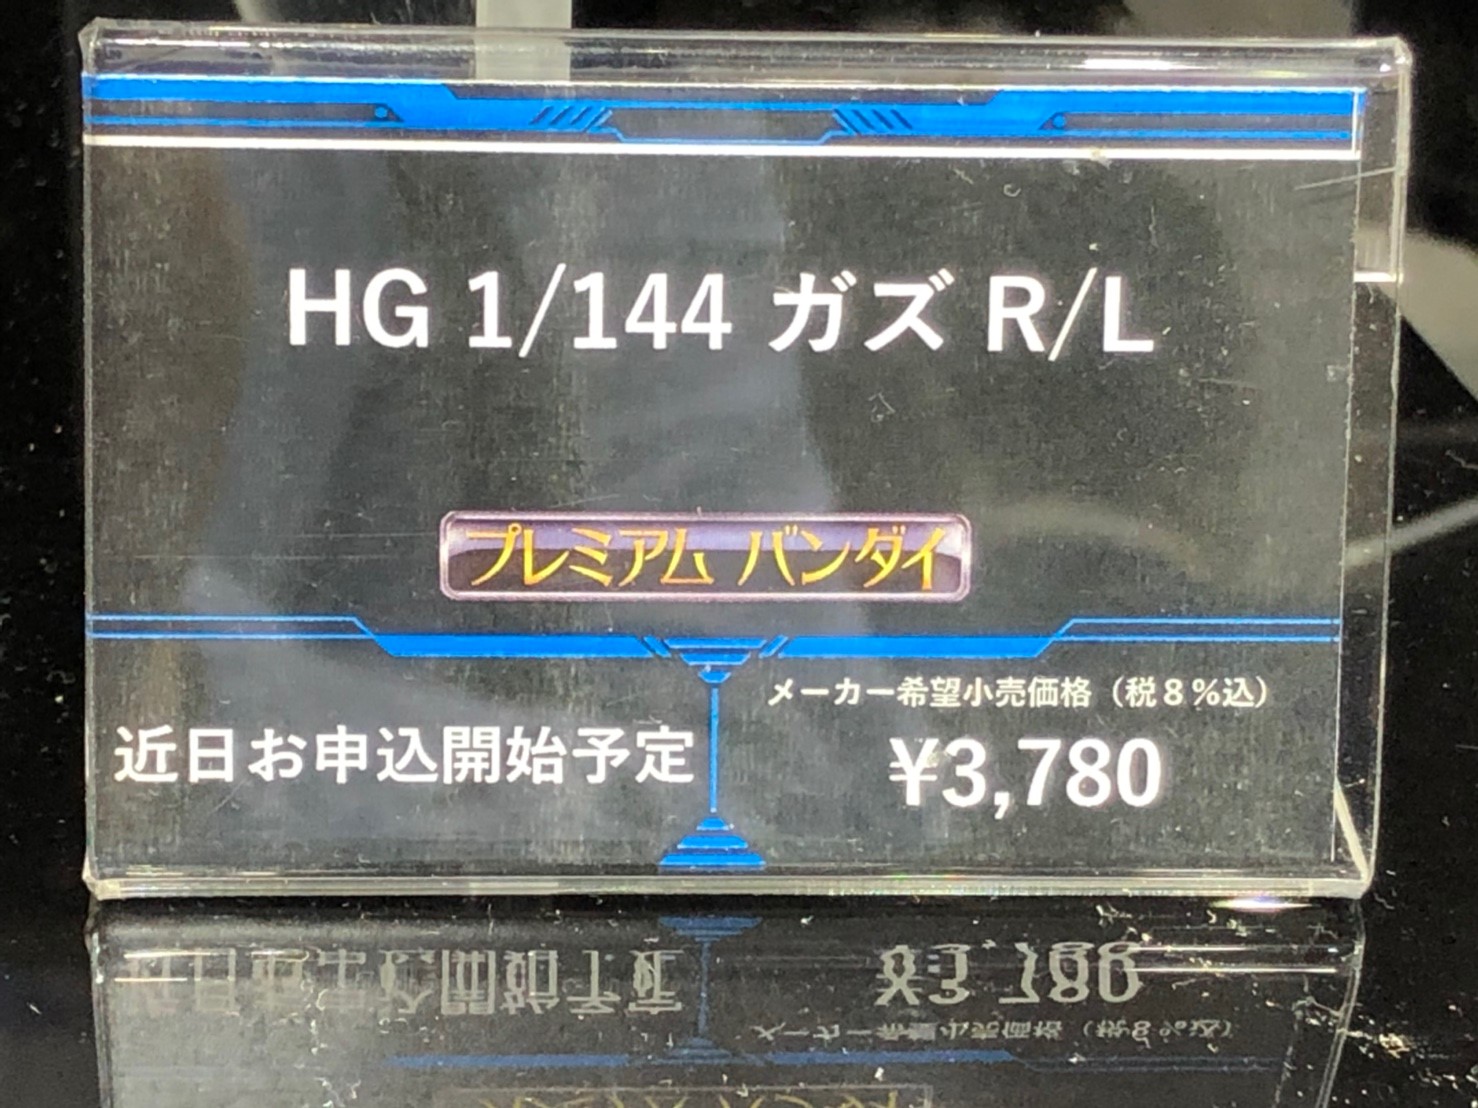 HG 1/144 ガズ R/L
プレミアム バンダイ
近日お申込開始予定
メーカー希望小売価格（税８%込）
¥3,780